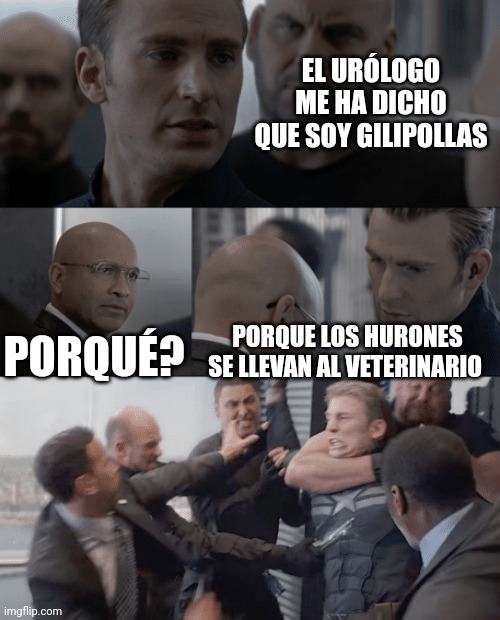 EL URÓLOGO
ME HA DICHO
QUE SOY GILIPOLLAS
PORQUÉ?
PORQUE LOS HURONES
SE LLEVAN AL VETERINARIO
imgflip.com